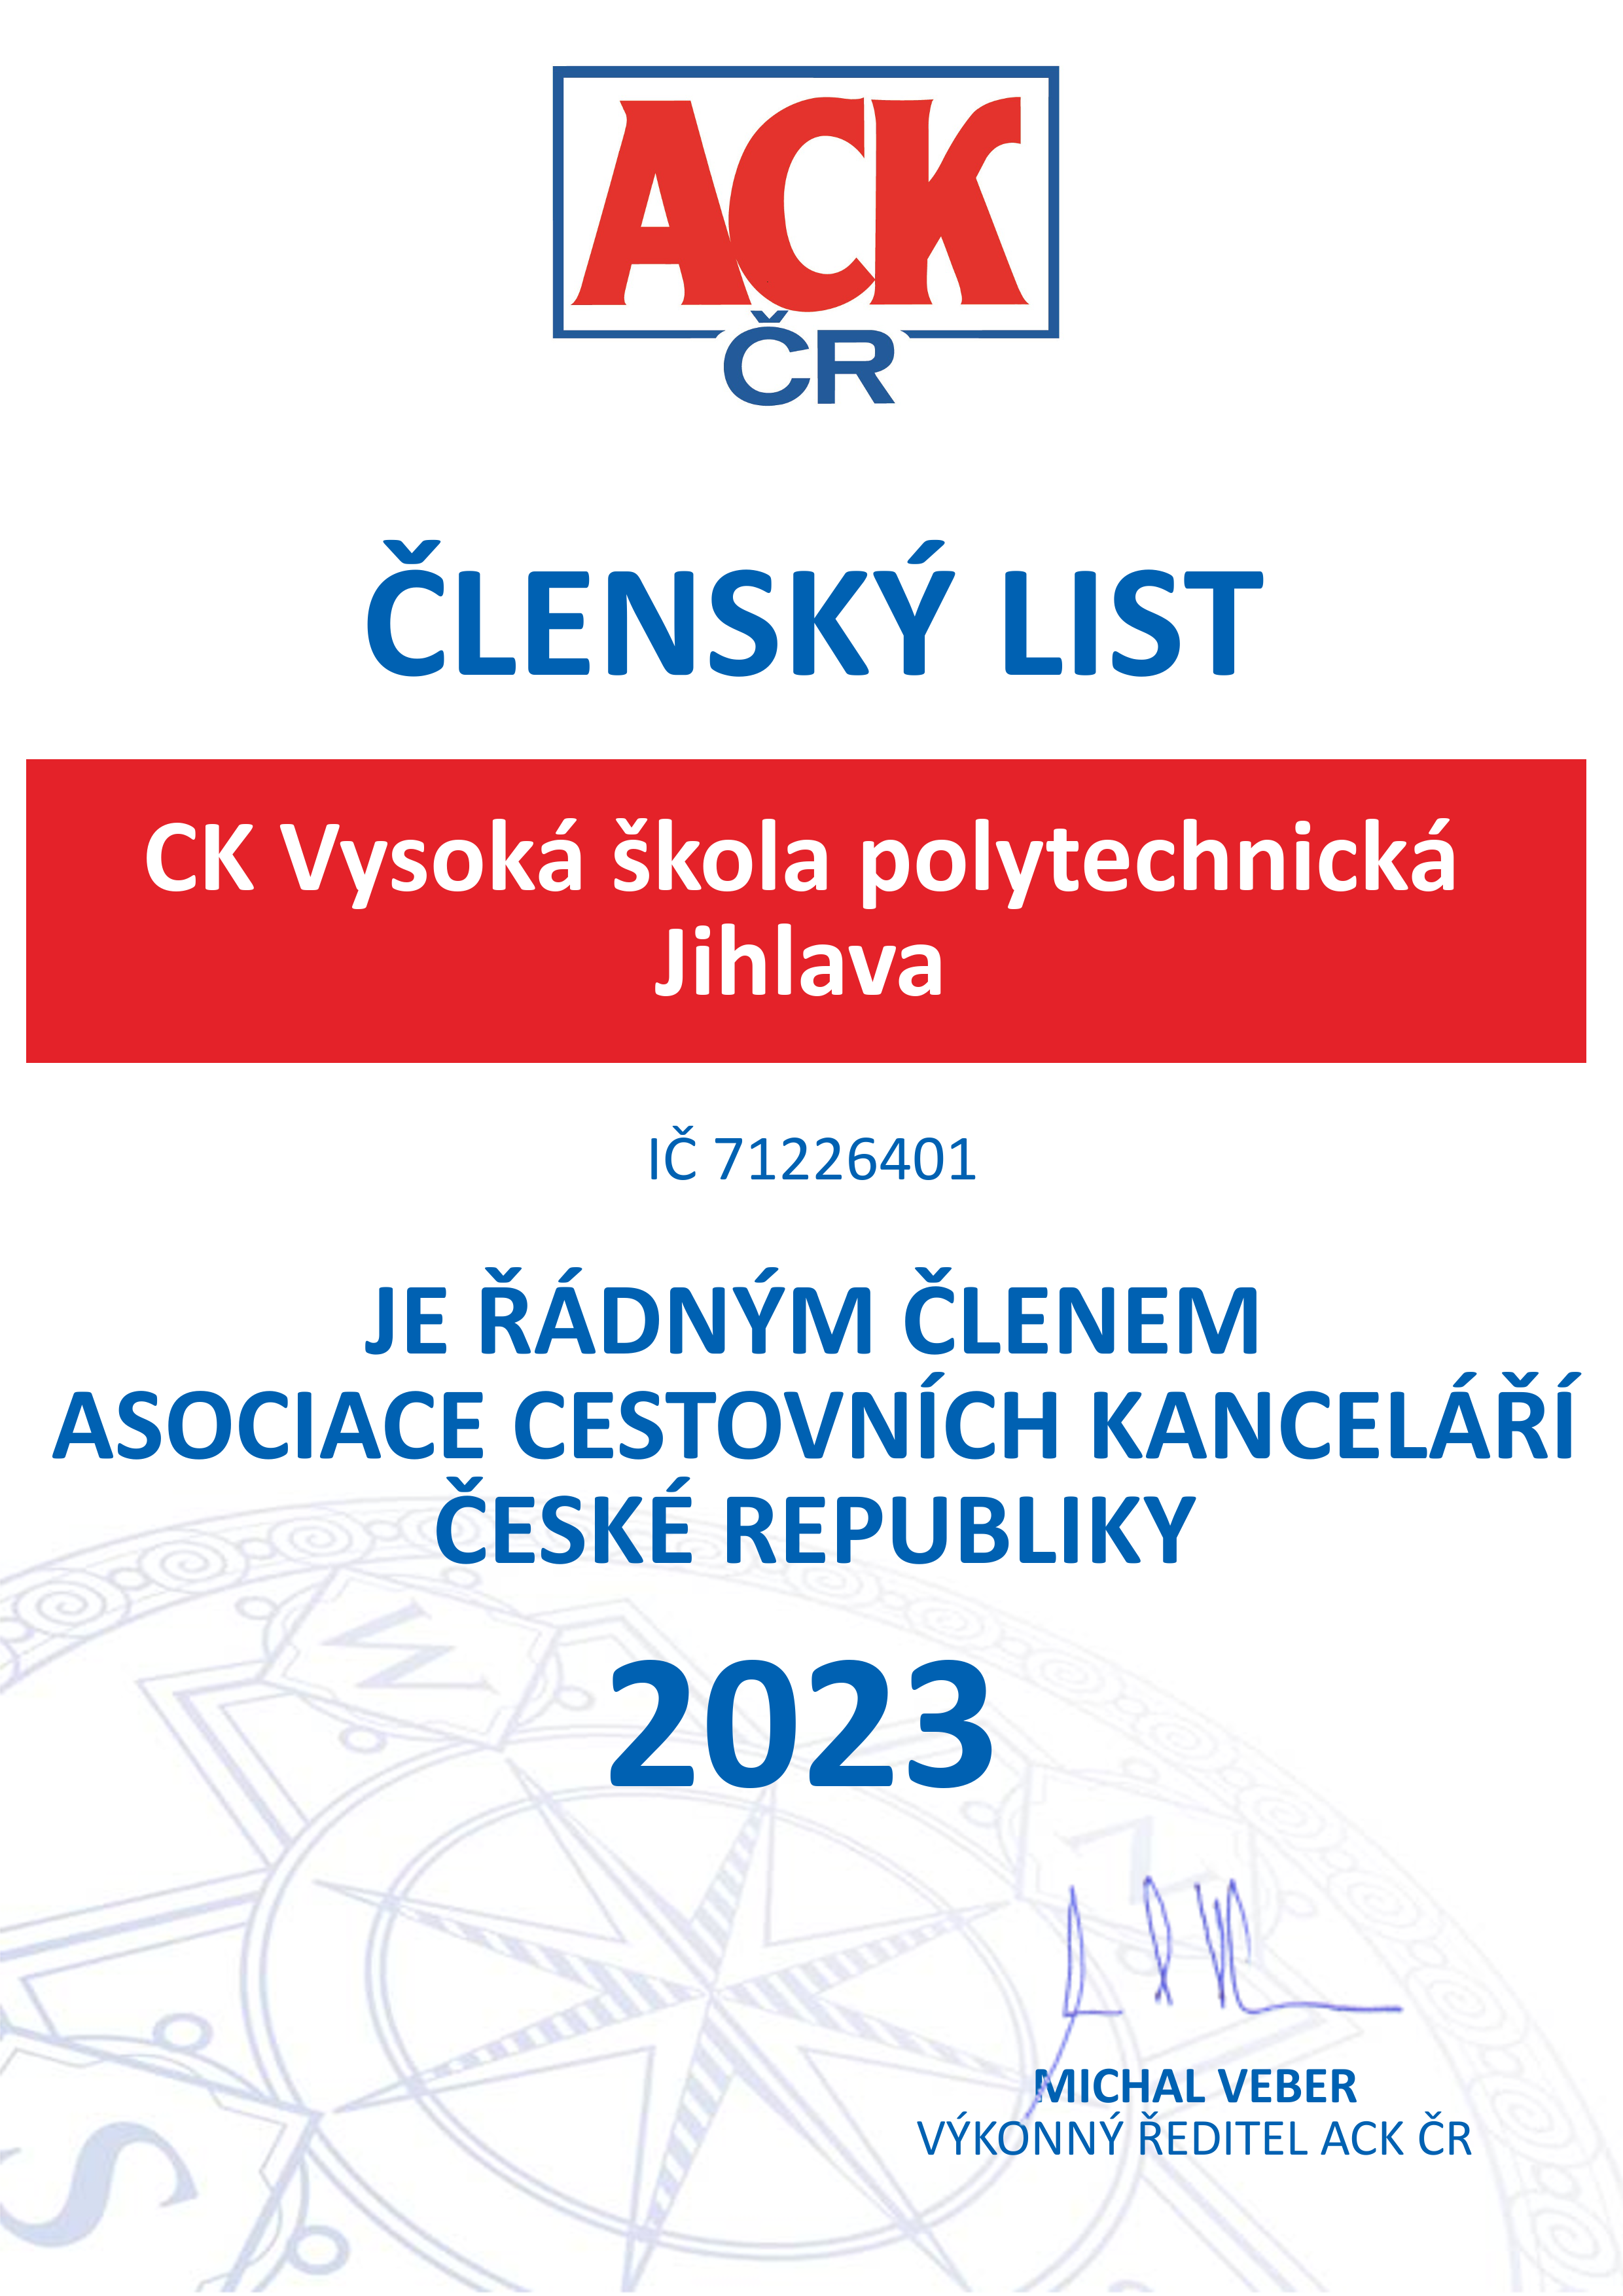 ACK
ČR
ČLENSKÝ LIST
CK Vysoká škola polytechnická
Jihlava
IČ 71226401
JE ŘÁDNÝM ČLENEM
ASOCIACE CESTOVNÍCH KANCELÁŘÍ
ČESKÉ REPUBLIKY
2023
W
N
S
MICHAL VEBER
VÝKONNÝ ŘEDITEL ACK ČR